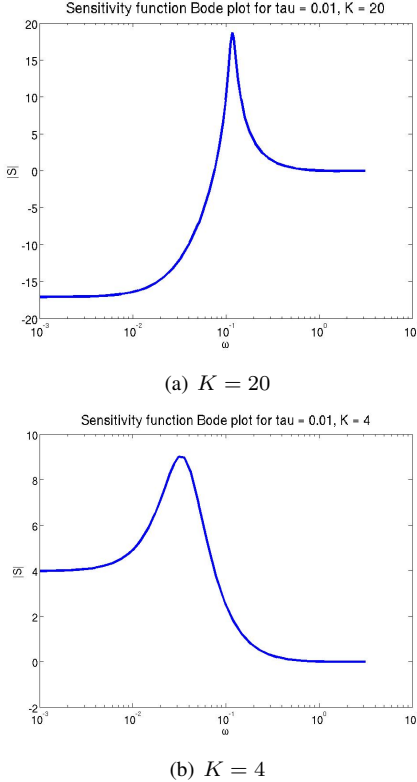 Sensitivity function Bode plot for tau = 0.01, K = 20
20
15
10
5
0
-5
-10
-15
-20
|S|
10⁻³ 10⁻² 10⁻¹ 10⁰ 10
ω
(a) K = 20
Sensitivity function Bode plot for tau = 0.01, K = 4
10
8
6
4
2
0
-2
|S|
10⁻³ 10⁻² 10⁻¹ 10⁰ 10
ω
(b) K = 4